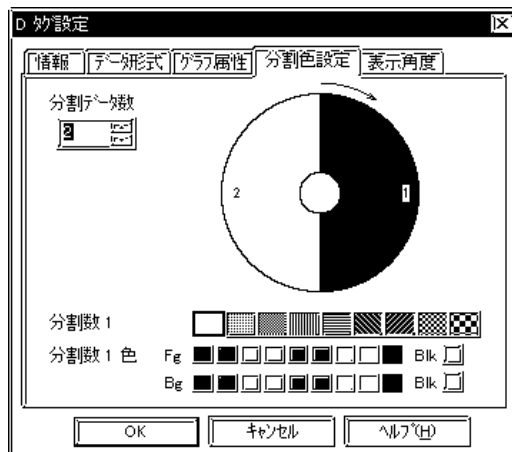 D ﾀｸﾞ設定
情報 ﾃﾞｰﾀ形式 ｸﾞﾗﾌ属性 分割色設定 表示角度
分割ﾃﾞｰﾀ数
2
2 1
分割数 1
分割数 1 色 Fg Blk
Bg Blk
OK ｷｬﾝｾﾙ ﾍﾙﾌﾟ(H)